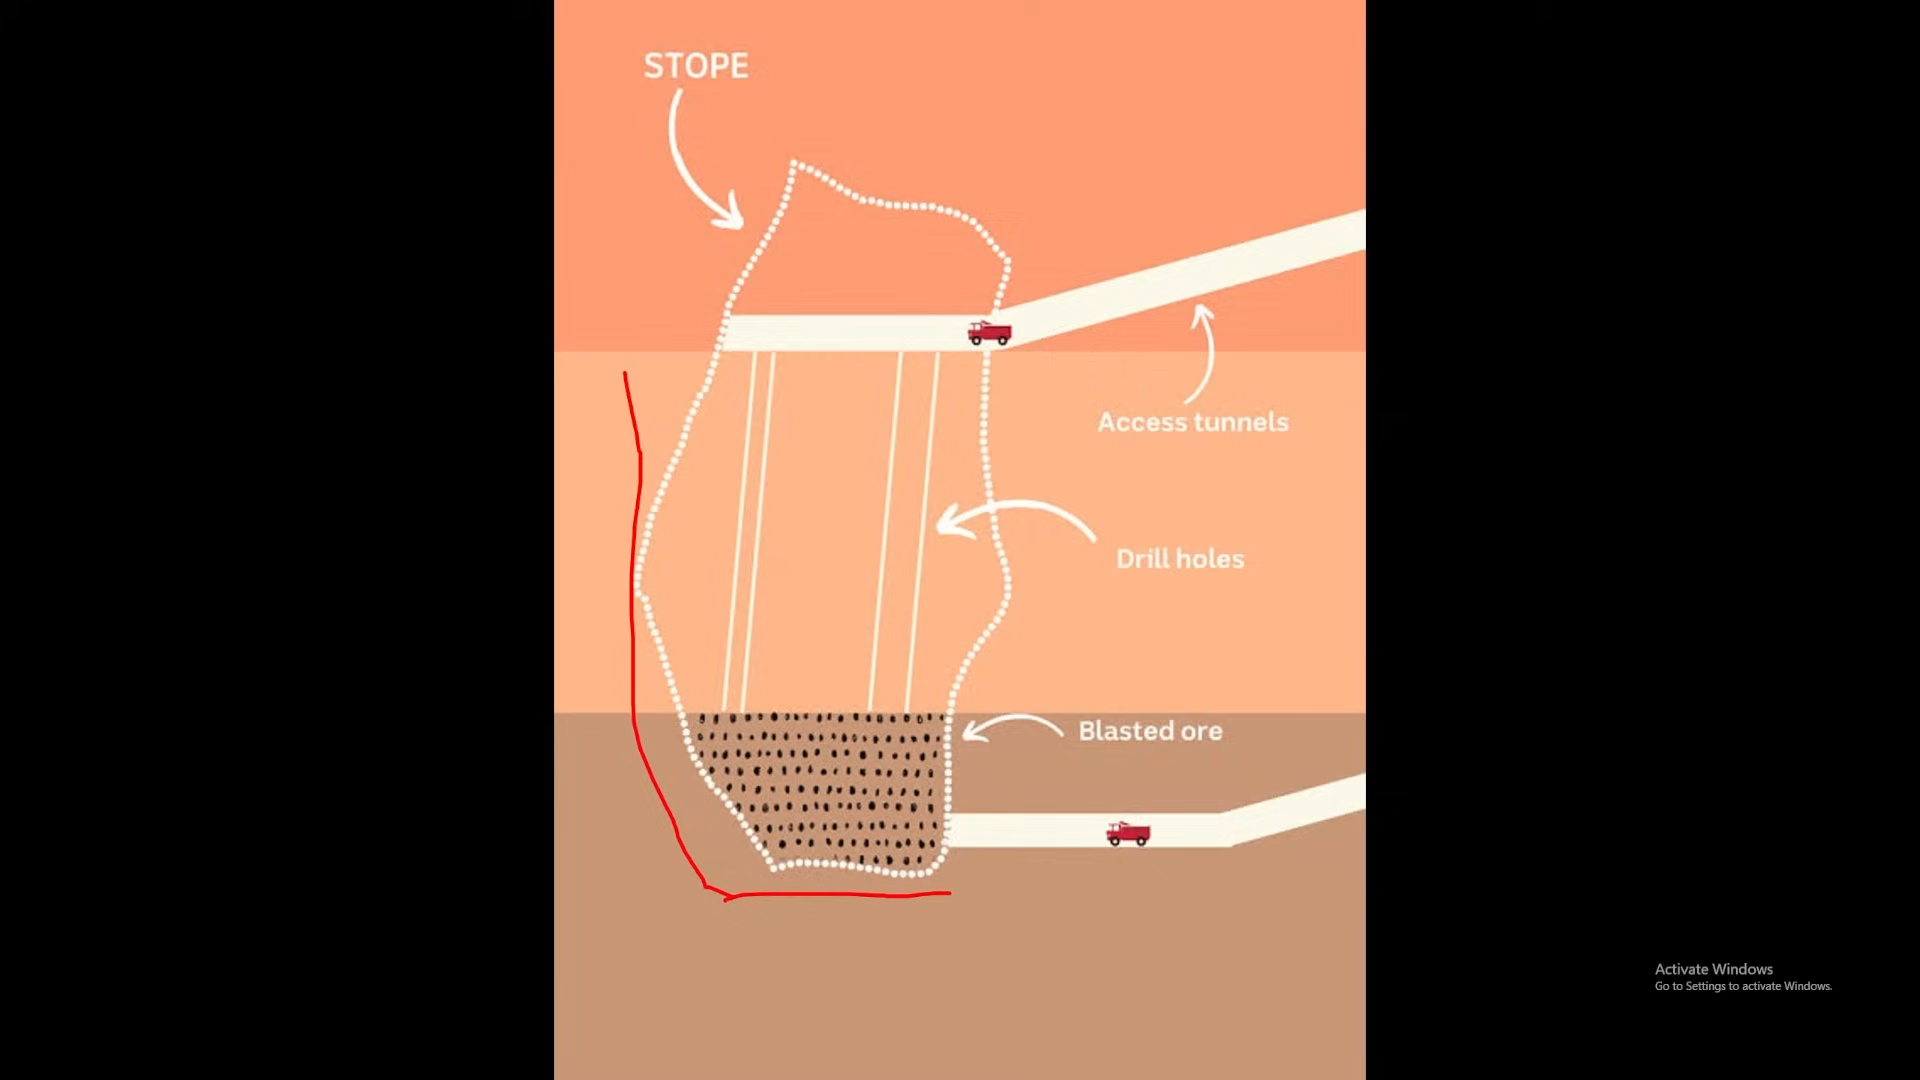 STOPE
Access tunnels
Drill holes
Blasted ore
Activate Windows
Go to Settings to activate Windows.